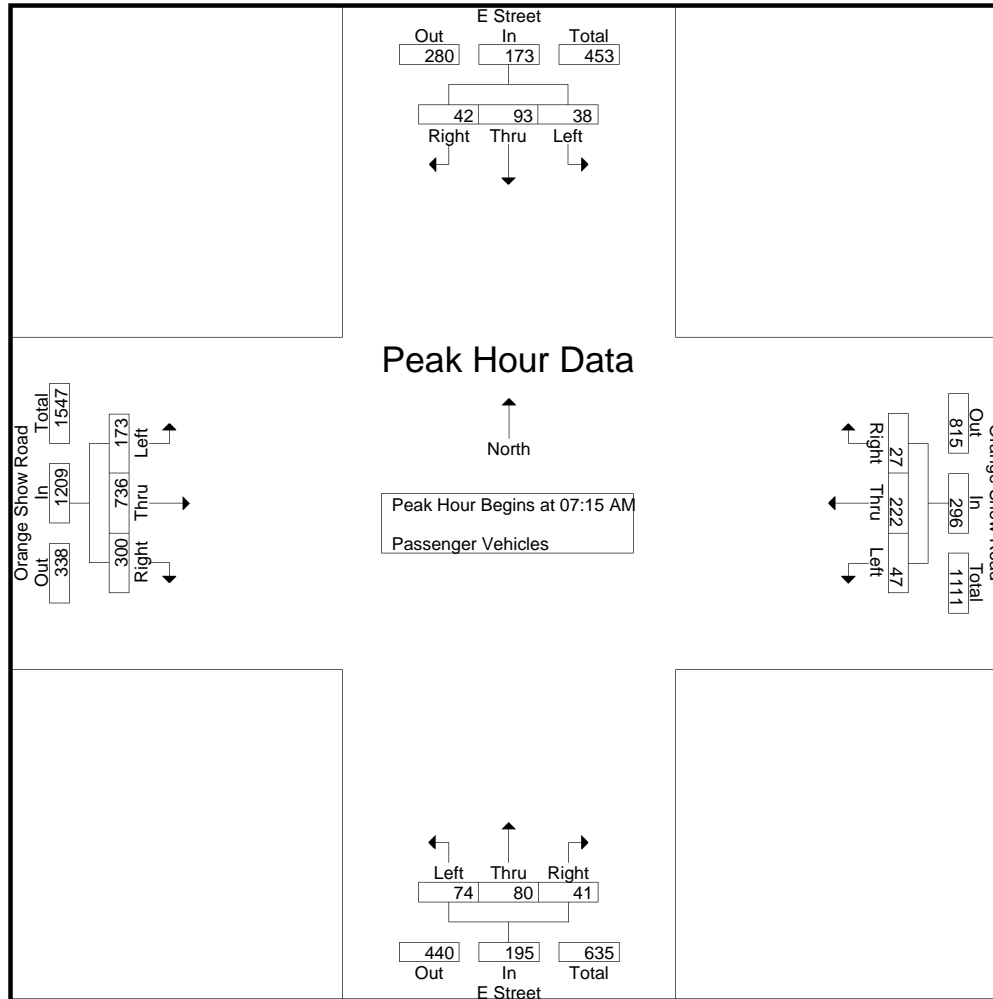 E Street
Out In Total
280 173 453
42 93 38
Right Thru Left
Peak Hour Data
North
Peak Hour Begins at 07:15 AM
Passenger Vehicles
Orange Show Road
Total In Out
1547 1209 338
173 736 300
Left Thru Right
Out In Total
815 296 1111
27 222 47
Right Thru Left
Left Thru Right
74 80 41
440 195 635
Out In Total
E Street